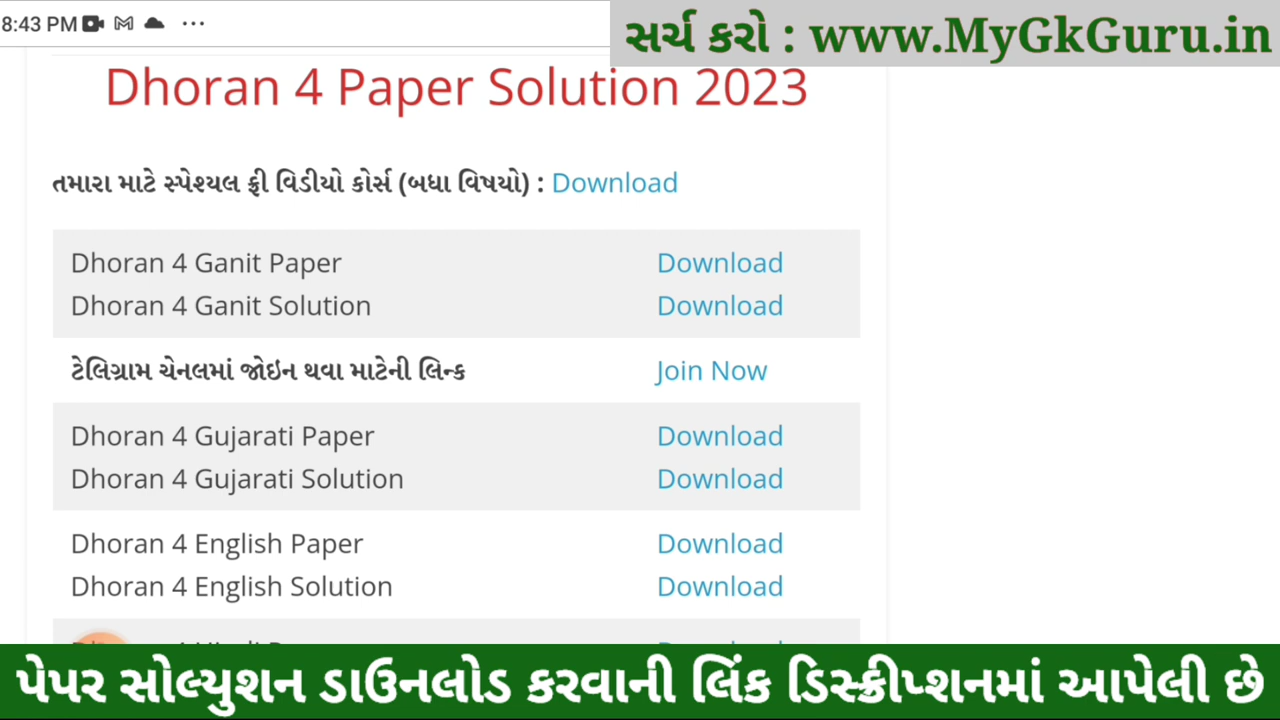 8:43 PM ...
સર્ચ કરો : www.MyGkGuru.in
Dhoran 4 Paper Solution 2023
તમારા માટે સ્પેશ્યલ ફ્રી વિડીયો કોર્સ (બધા વિષયો) : Download
Dhoran 4 Ganit Paper Download
Dhoran 4 Ganit Solution Download
ટેલિગ્રામ ચેનલમાં જોઇન થવા માટેની લિન્ક Join Now
Dhoran 4 Gujarati Paper Download
Dhoran 4 Gujarati Solution Download
Dhoran 4 English Paper Download
Dhoran 4 English Solution Download
પેપર સોલ્યુશન ડાઉનલોડ કરવાની લિંક ડિસ્ક્રીપ્શનમાં આપેલી છે